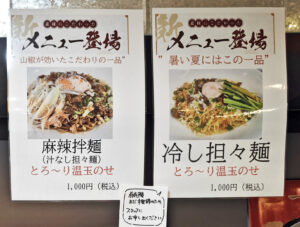 新
メニュー登場
"山椒が効いたこだわりの一品"
麻辣拌麺
(汁なし担々麺)
とろ~り温玉のせ
1,000円(税込)
新
メニュー登場
"暑い夏にはこの一品"
冷し担々麺
とろ~り温玉のせ
1,000円(税込)